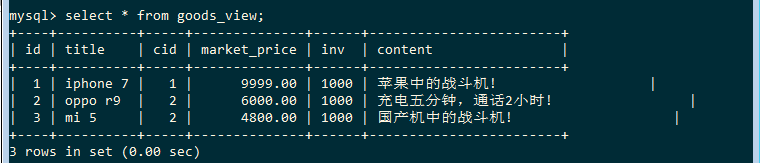 mysql> select * from goods_view;
+----+----------+-----+--------------+------+-------------------------+
| id | title    | cid | market_price | inv  | content                 |
+----+----------+-----+--------------+------+-------------------------+
|  1 | iphone 7 |   1 |      9999.00 | 1000 | 苹果中的战斗机!                   |
|  2 | oppo r9  |   2 |      6000.00 | 1000 | 充电五分钟，通话2小时!                 |
|  3 | mi 5     |   2 |      4800.00 | 1000 | 国产机中的战斗机!                    |
+----+----------+-----+--------------+------+-------------------------+
3 rows in set (0.00 sec)